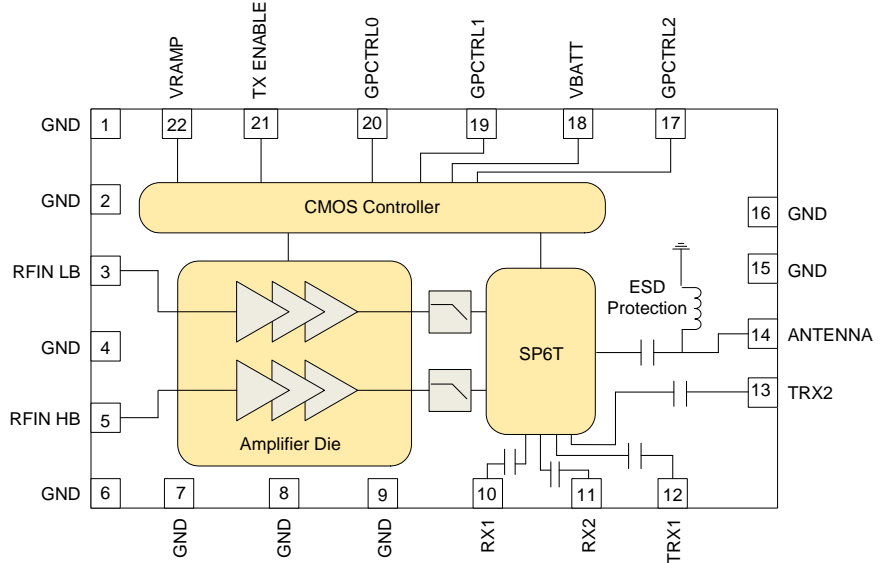 VRAMP
TX ENABLE
GPCTRL0
GPCTRL1
VBATT
GPCTRL2
GND 1
22
21
20
19
18
17
GND 2
CMOS Controller
16 GND
RFIN LB 3
15 GND
ESD
Protection
GND 4
SP6T
14 ANTENNA
13 TRX2
RFIN HB 5
Amplifier Die
GND 6
7
8
9
10
11
12
GND
GND
GND
RX1
RX2
TRX1